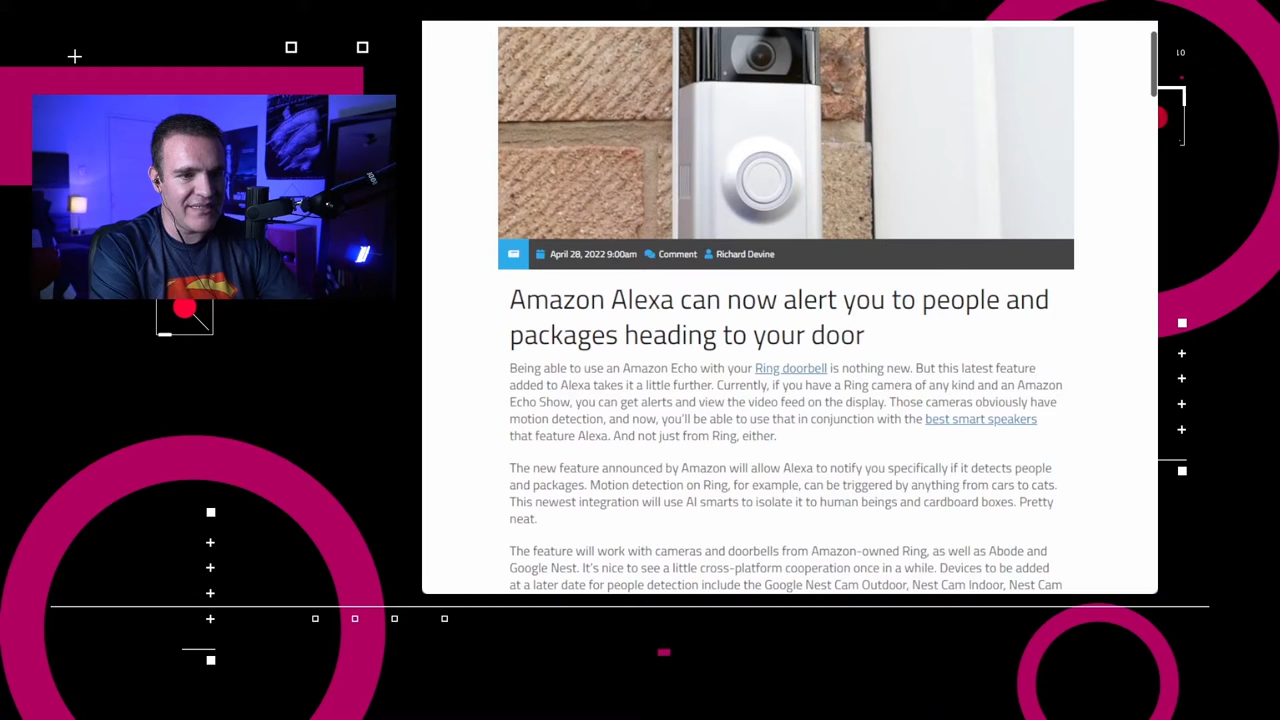 April 28, 2022 9:00am Comment Richard Devine
Amazon Alexa can now alert you to people and
packages heading to your door
Being able to use an Amazon Echo with your Ring doorbell is nothing new. But this latest feature
added to Alexa takes it a little further. Currently, if you have a Ring camera of any kind and an Amazon
Echo Show, you can get alerts and view the video feed on the display. Those cameras obviously have
motion detection, and now, you'll be able to use that in conjunction with the best smart speakers
that feature Alexa. And not just from Ring, either.
The new feature announced by Amazon will allow Alexa to notify you specifically if it detects people
and packages. Motion detection on Ring, for example, can be triggered by anything from cars to cats.
This newest integration will use AI smarts to isolate it to human beings and cardboard boxes. Pretty
neat.
The feature will work with cameras and doorbells from Amazon-owned Ring, as well as Abode and
Google Nest. It's nice to see a little cross-platform cooperation once in a while. Devices to be added
at a later date for people detection include the Google Nest Cam Outdoor, Nest Cam Indoor, Nest Cam